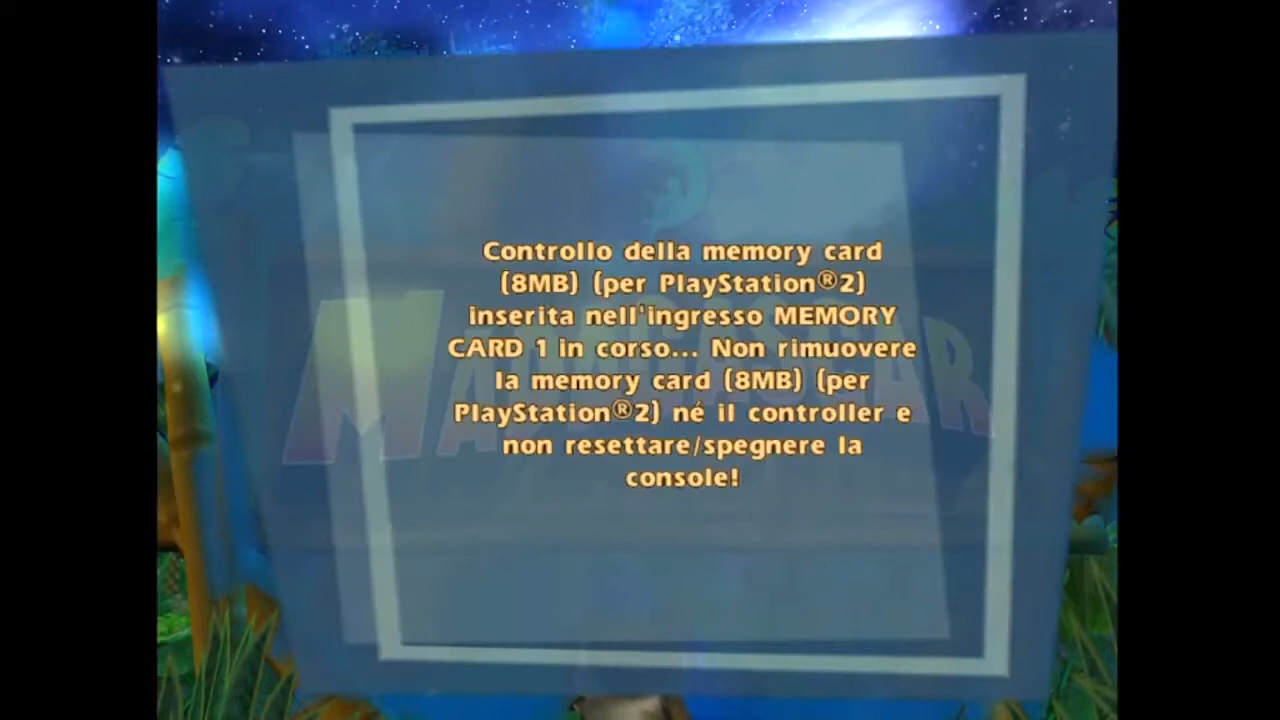 Controllo della memory card
(8MB) (per PlayStation®2)
inserita nell'ingresso MEMORY
CARD 1 in corso... Non rimuovere
la memory card (8MB) (per
PlayStation®2) né il controller e
non resettare/spegnere la
console!
MADAGASCAR